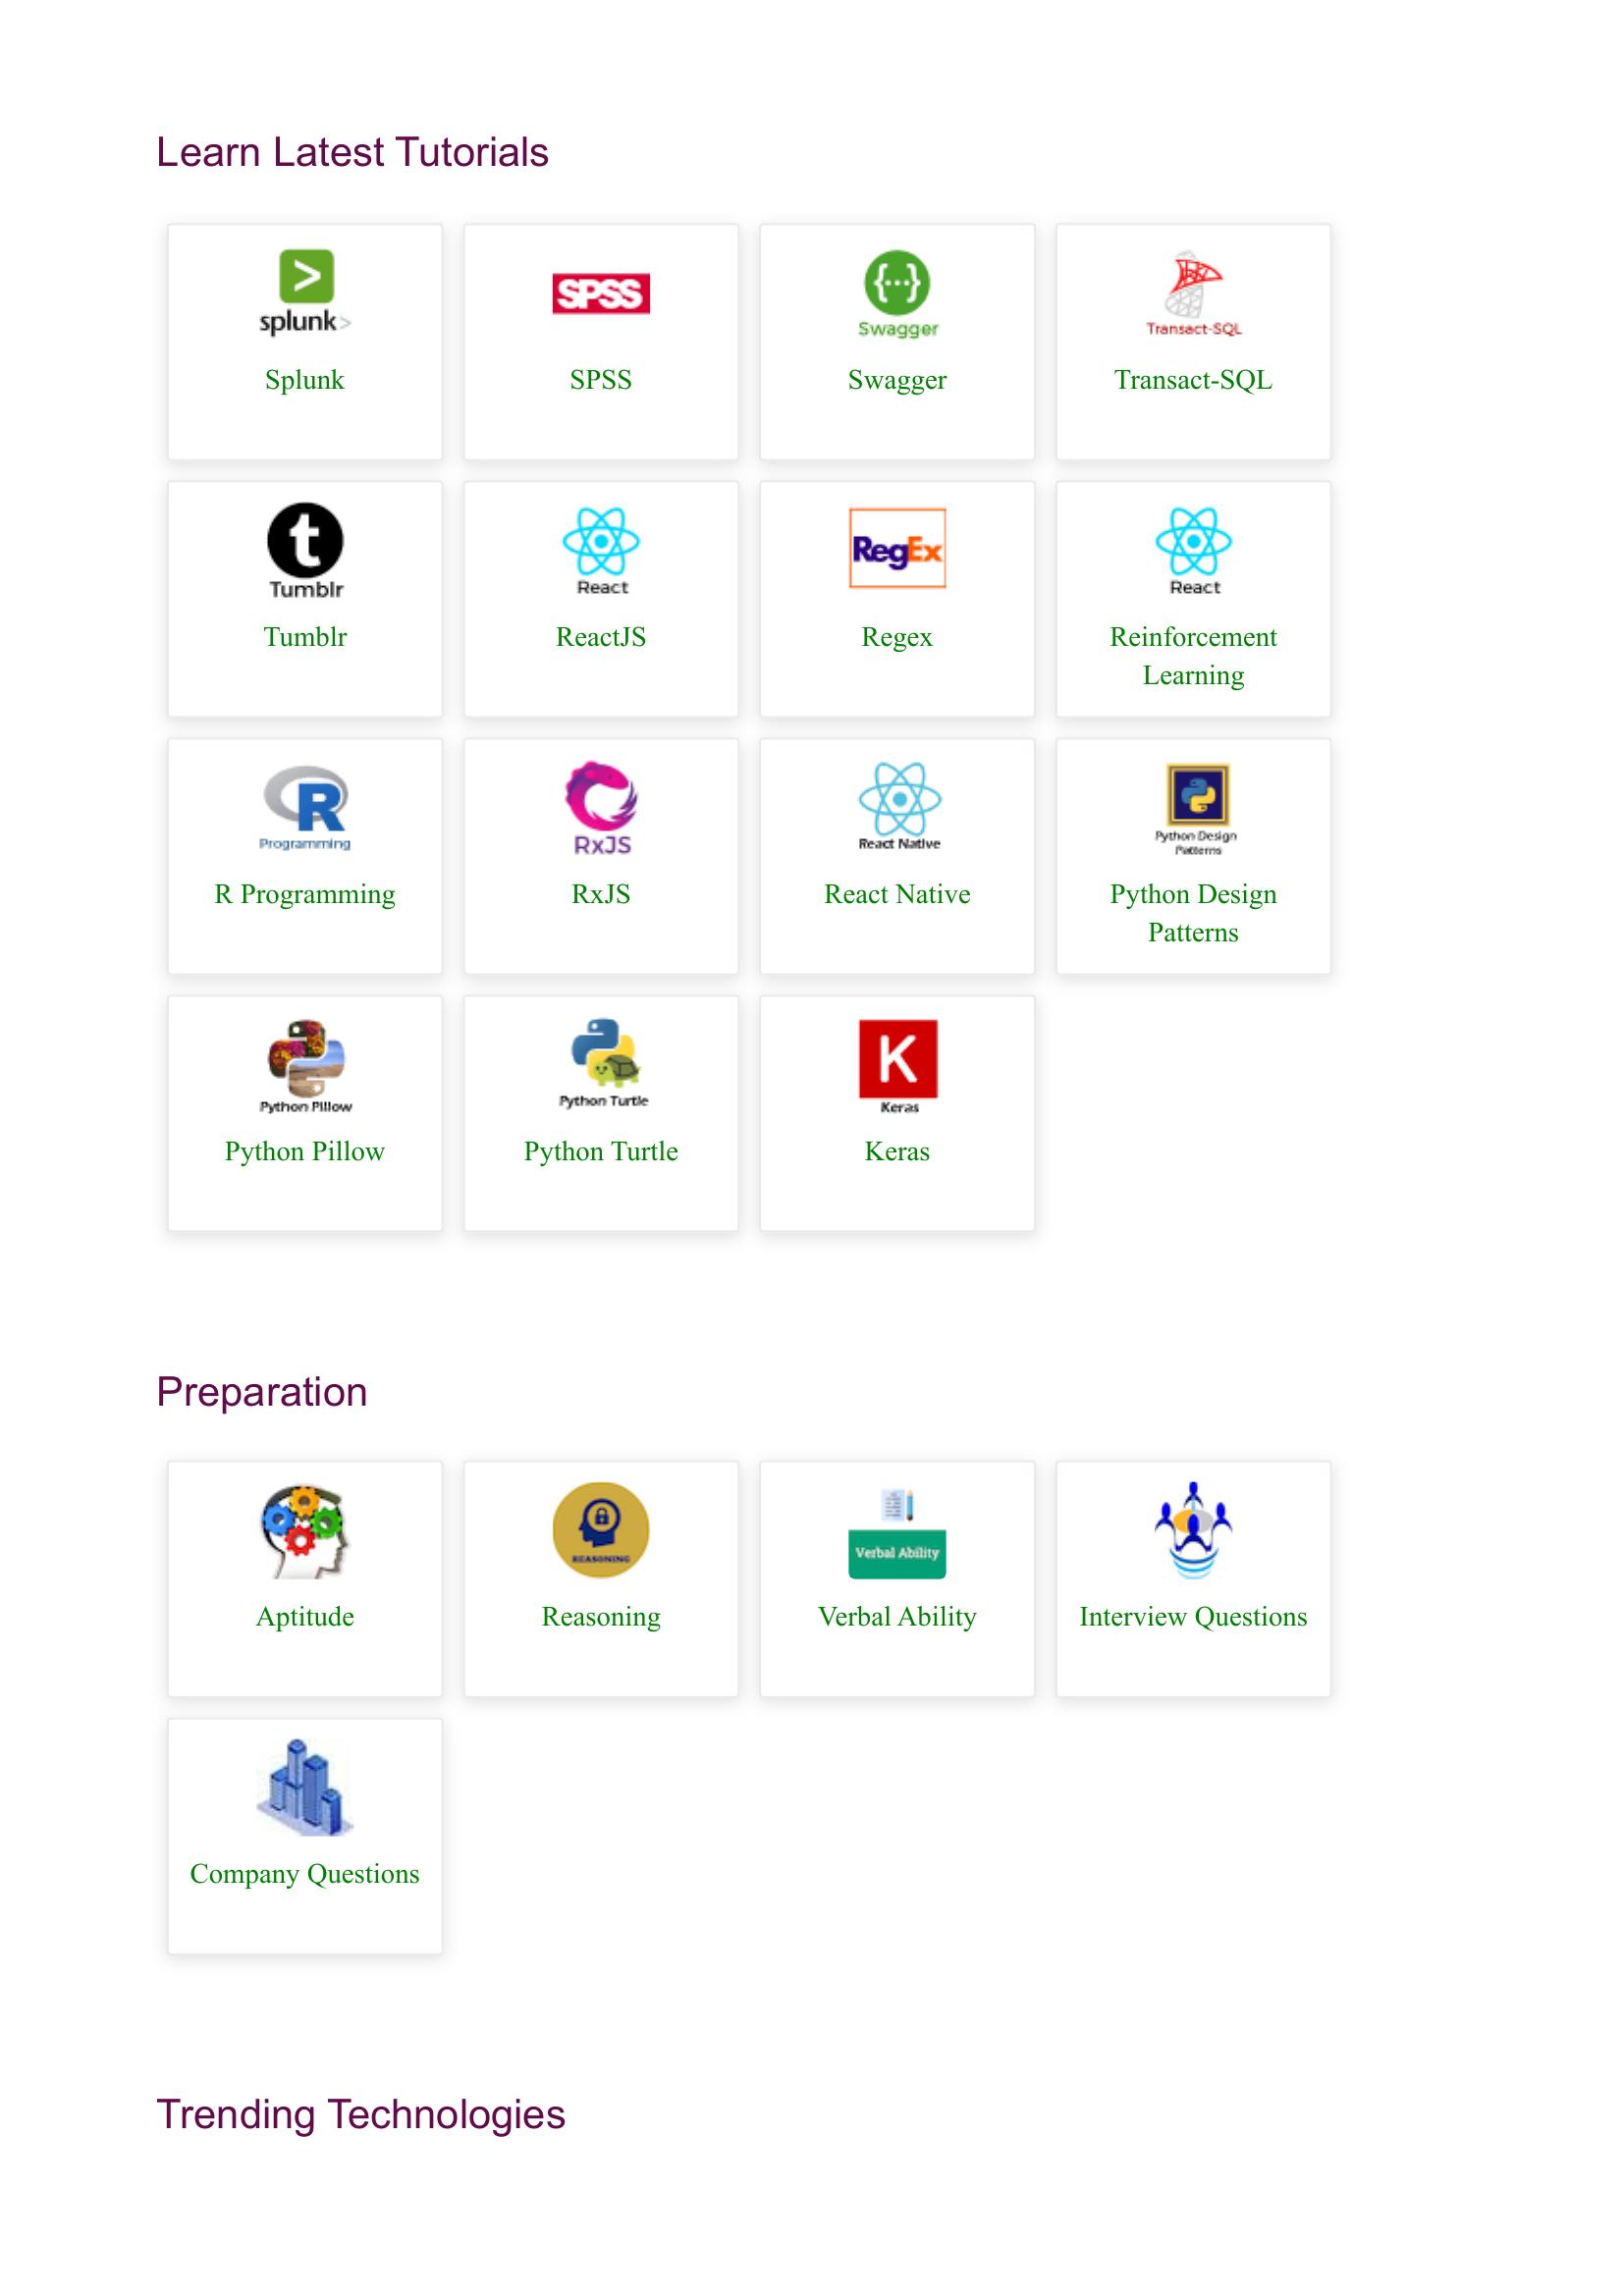 Learn Latest Tutorials
splunk>
Splunk
SPSS
SPSS
Swagger
Swagger
Transact-SQL
Transact-SQL
Tumblr
Tumblr
React
ReactJS
RegEx
Regex
React
Reinforcement
Learning
R
Programming
R Programming
RxJS
RxJS
React Native
React Native
Python Design
Patterns
Python Design
Patterns
Python Pillow
Python Pillow
Python Turtle
Python Turtle
K
Keras
Keras
Preparation
Aptitude
REASONING
Reasoning
Verbal Ability
Verbal Ability
Interview Questions
Company Questions
Trending Technologies